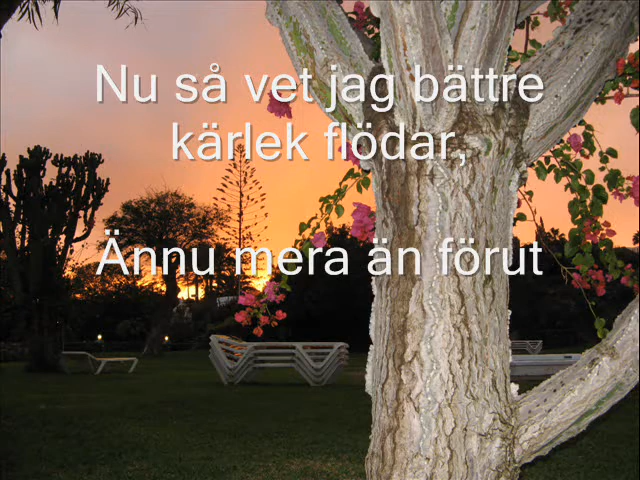 Nu så vet jag bättre
kärlek flödar,
Ännu mera än förut